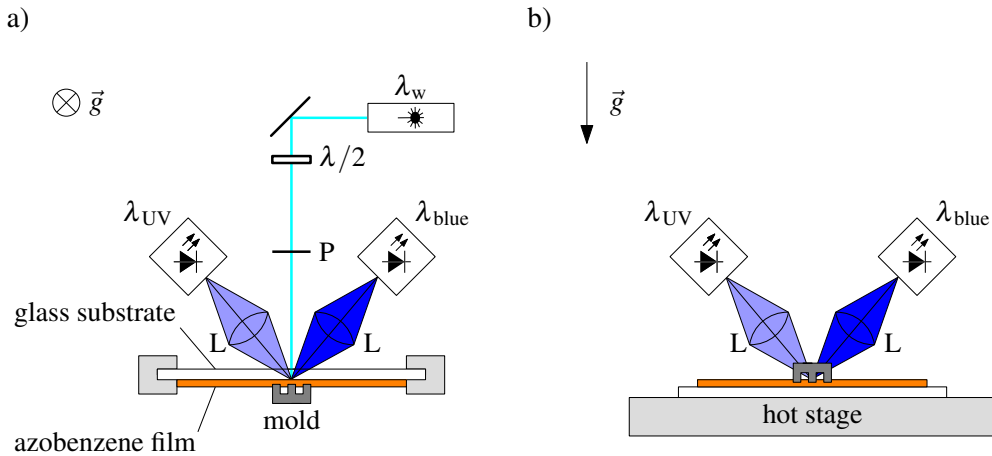 a)
g⃗
λw
λ/2
λUV
λblue
P
glass substrate
L
L
mold
azobenzene film
b)
g⃗
λUV
λblue
L
L
hot stage